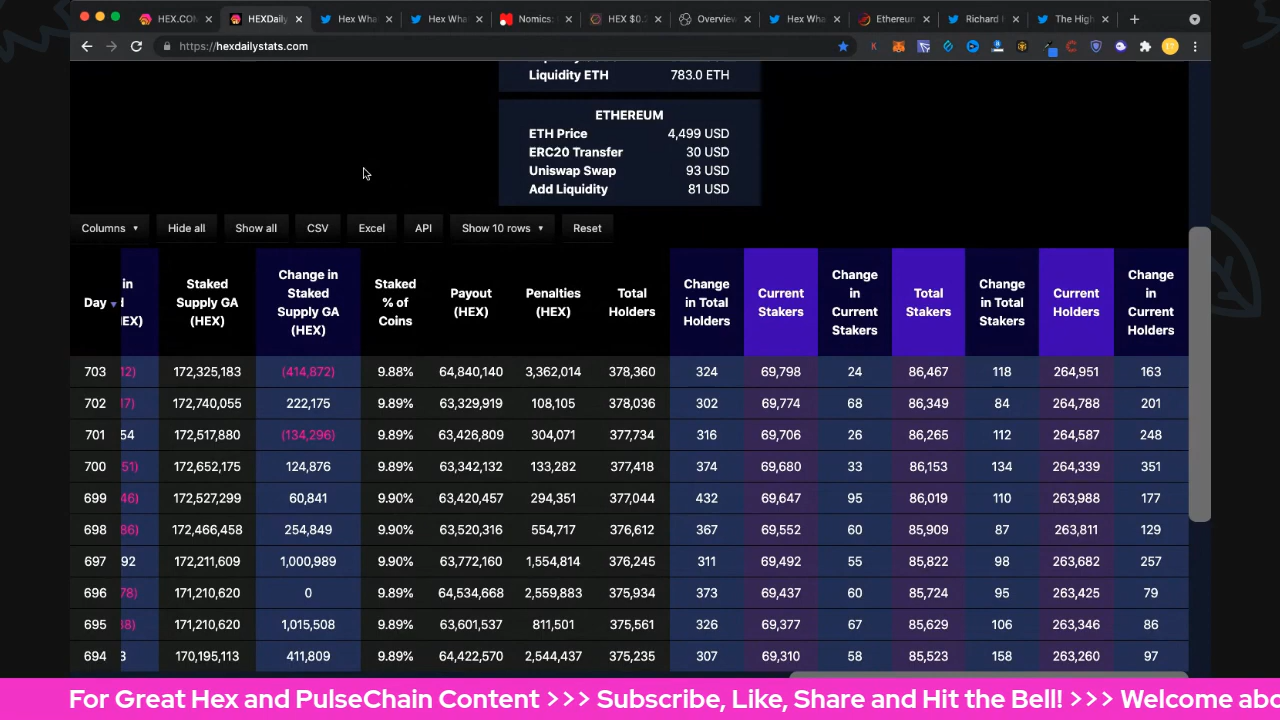 HEX.COM
HEXDaily
Hex Wha
Hex Wha
Nomics:
HEX $0.
Overview
Hex Wha
Ethereum
Richard
The High
https://hexdailystats.com
Liquidity ETH 783.0 ETH
ETHEREUM
ETH Price 4,499 USD
ERC20 Transfer 30 USD
Uniswap Swap 93 USD
Add Liquidity 81 USD
Columns Hide all Show all CSV Excel API Show 10 rows Reset
Day
in
HEX)
Staked
Supply GA
(HEX)
Change in
Staked
Supply GA
(HEX)
Staked
% of
Coins
Payout
(HEX)
Penalties
(HEX)
Total
Holders
Change
in Total
Holders
Current
Stakers
Change
in
Current
Stakers
Total
Stakers
Change
in Total
Stakers
Current
Holders
Change
in
Current
Holders
703 12) 172,325,183 (414,872) 9.88% 64,840,140 3,362,014 378,360 324 69,798 24 86,467 118 264,951 163
702 17) 172,740,055 222,175 9.89% 63,329,919 108,105 378,036 302 69,774 68 86,349 84 264,788 201
701 54 172,517,880 (134,296) 9.89% 63,426,809 304,071 377,734 316 69,706 26 86,265 112 264,587 248
700 51) 172,652,175 124,876 9.89% 63,342,132 133,282 377,418 374 69,680 33 86,153 134 264,339 351
699 46) 172,527,299 60,841 9.90% 63,420,457 294,351 377,044 432 69,647 95 86,019 110 263,988 177
698 86) 172,466,458 254,849 9.90% 63,520,316 554,717 376,612 367 69,552 60 85,909 87 263,811 129
697 92 172,211,609 1,000,989 9.89% 63,772,160 1,554,814 376,245 311 69,492 55 85,822 98 263,682 257
696 78) 171,210,620 0 9.89% 64,534,668 2,559,883 375,934 373 69,437 60 85,724 95 263,425 79
695 38) 171,210,620 1,015,508 9.89% 63,601,537 811,501 375,561 326 69,377 67 85,629 106 263,346 86
694 3 170,195,113 411,809 9.89% 64,422,570 2,544,437 375,235 307 69,310 58 85,523 158 263,260 97
For Great Hex and PulseChain Content >>> Subscribe, Like, Share and Hit the Bell! >>> Welcome abo